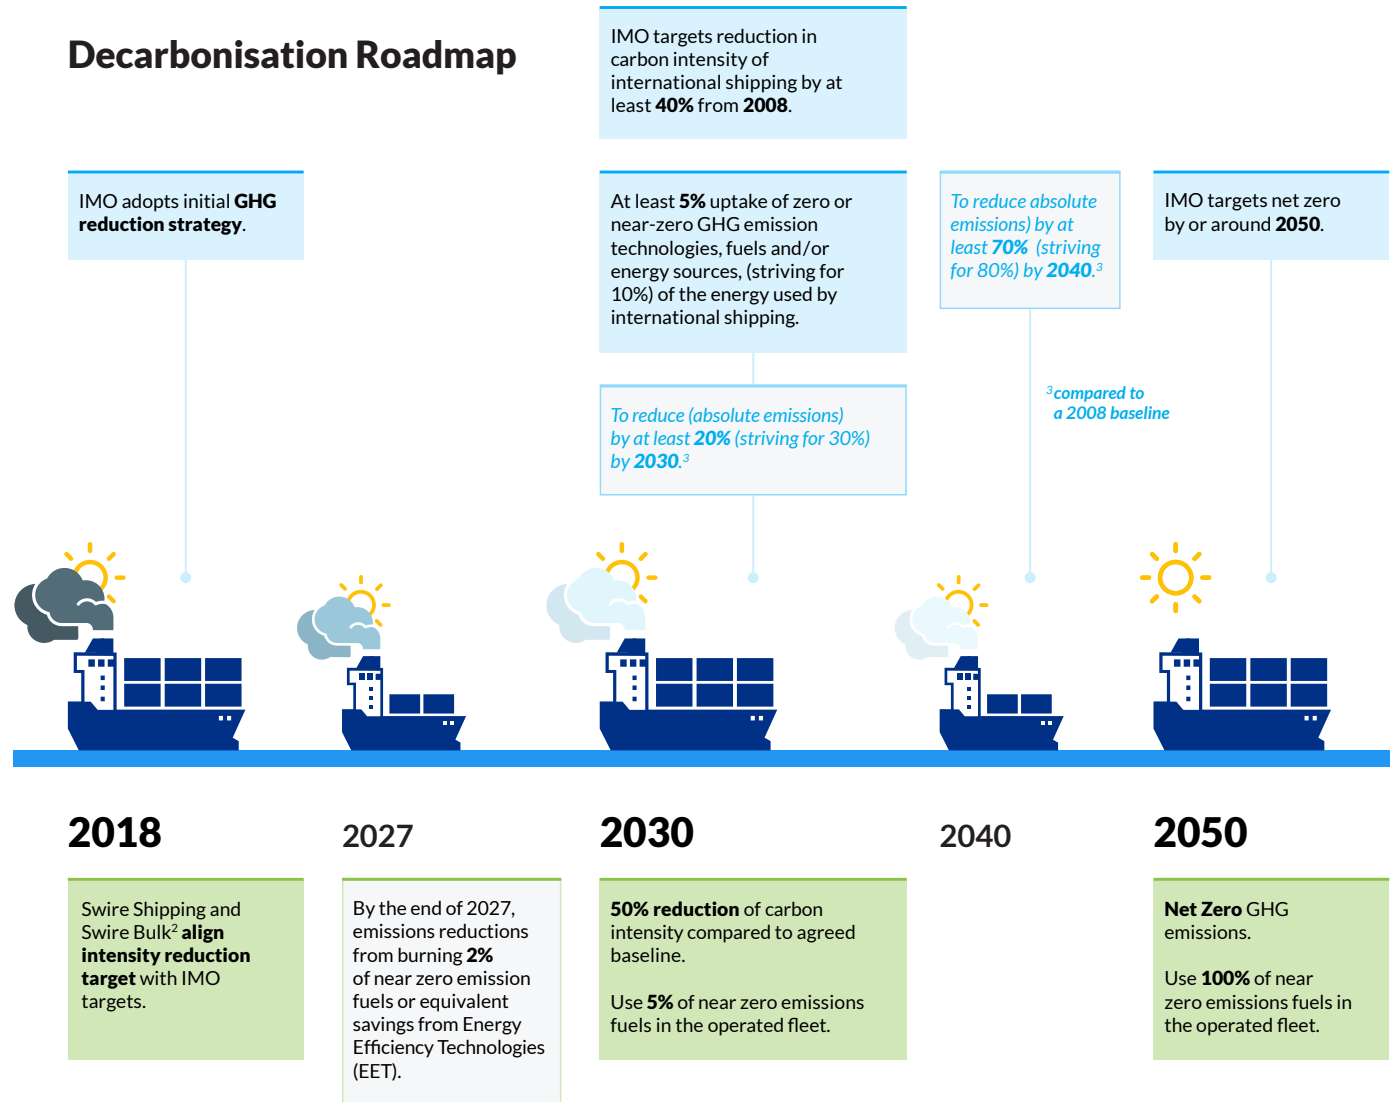 Decarbonisation Roadmap
IMO targets reduction in
carbon intensity of
international shipping by at
least 40% from 2008.
IMO adopts initial GHG
reduction strategy.
At least 5% uptake of zero or
near-zero GHG emission
technologies, fuels and/or
energy sources, (striving for
10%) of the energy used by
international shipping.
To reduce (absolute emissions)
by at least 20% (striving for 30%)
by 2030.³
To reduce absolute
emissions) by at
least 70% (striving
for 80%) by 2040.³
³compared to
a 2008 baseline
IMO targets net zero
by or around 2050.
2018
Swire Shipping and
Swire Bulk² align
intensity reduction
target with IMO
targets.
2027
By the end of 2027,
emissions reductions
from burning 2%
of near zero emission
fuels or equivalent
savings from Energy
Efficiency Technologies
(EET).
2030
50% reduction of carbon
intensity compared to agreed
baseline.
Use 5% of near zero emissions
fuels in the operated fleet.
2040
2050
Net Zero GHG
emissions.
Use 100% of near
zero emissions fuels in
the operated fleet.